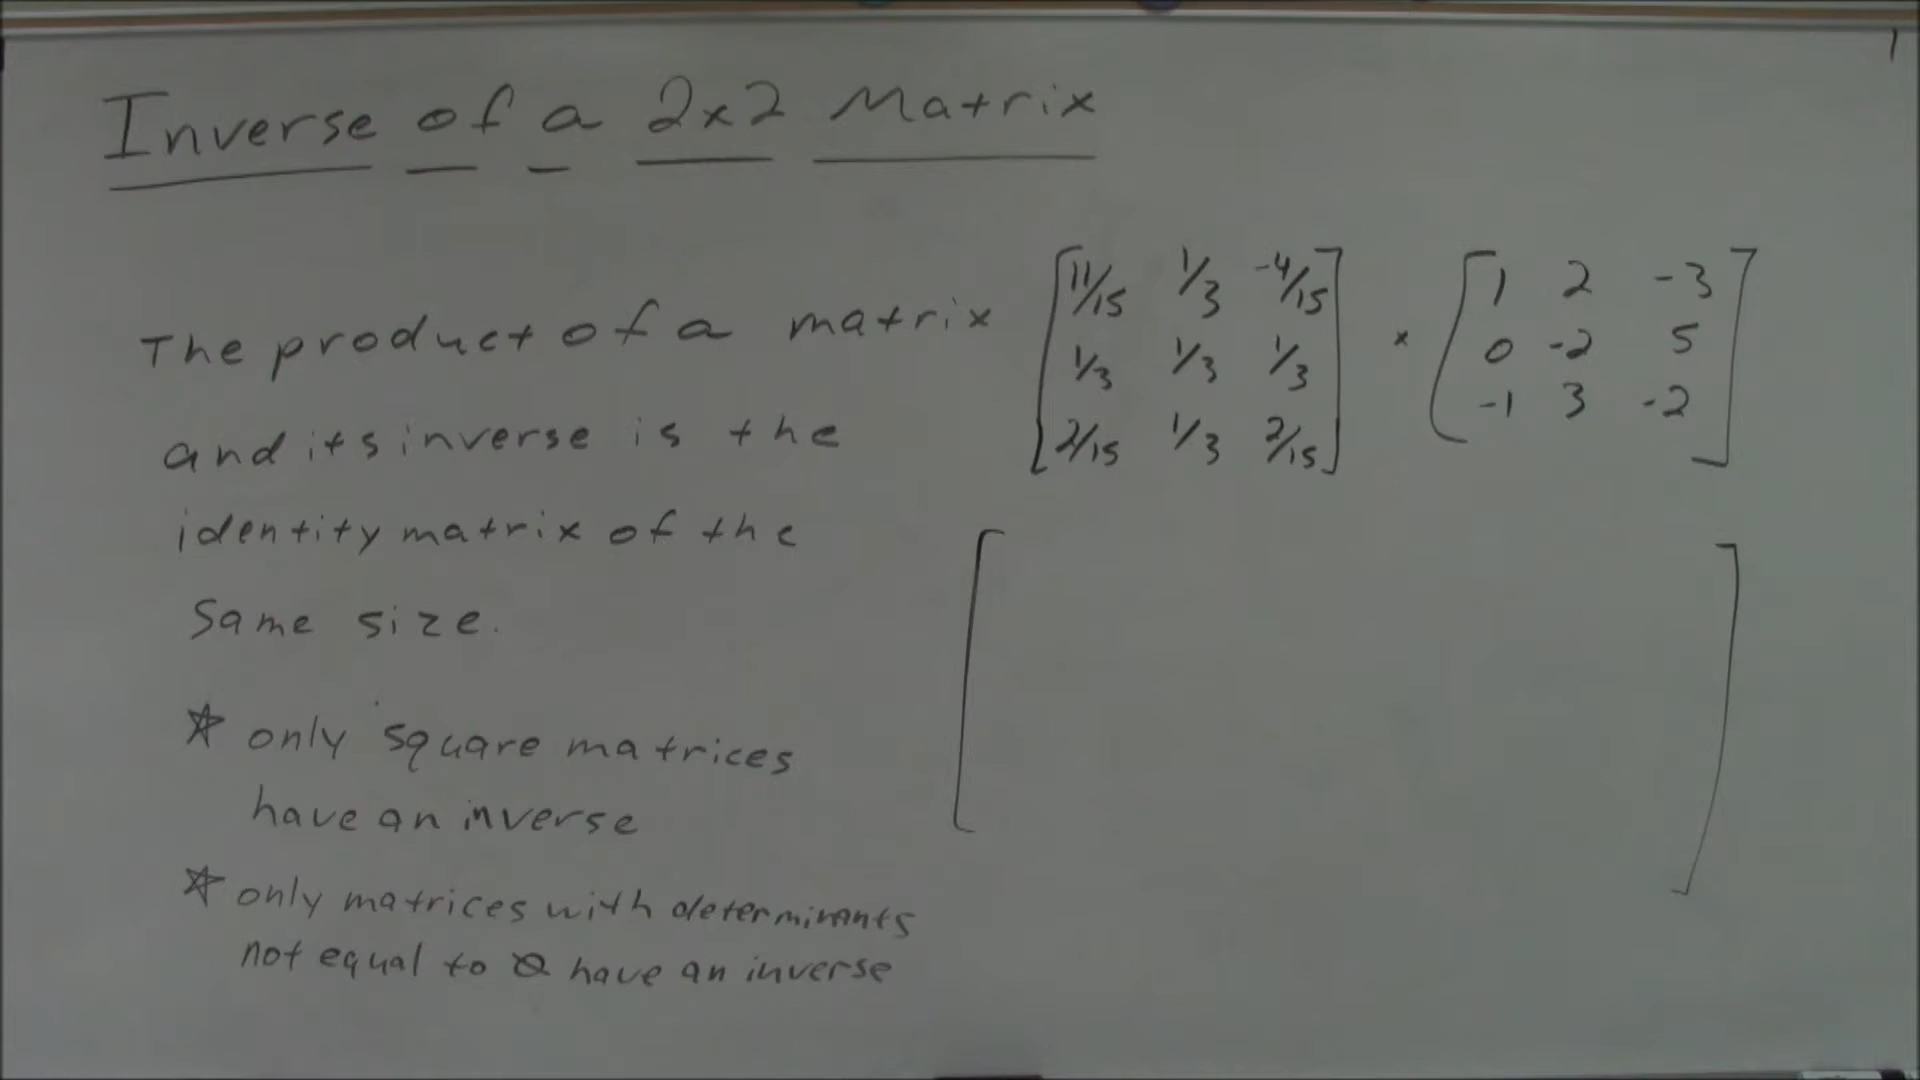 Inverse of a 2x2 Matrix
The product of a matrix
and its inverse is the
identity matrix of the
same size.
☆ only square matrices
have an inverse
☆ only matrices with determinants
not equal to 0 have an inverse
[11/15 1/3 -4/15
1/3 1/3 1/3
2/15 1/3 2/15]
x
[1 2 -3
0 -2 5
-1 3 -2]
[ ]